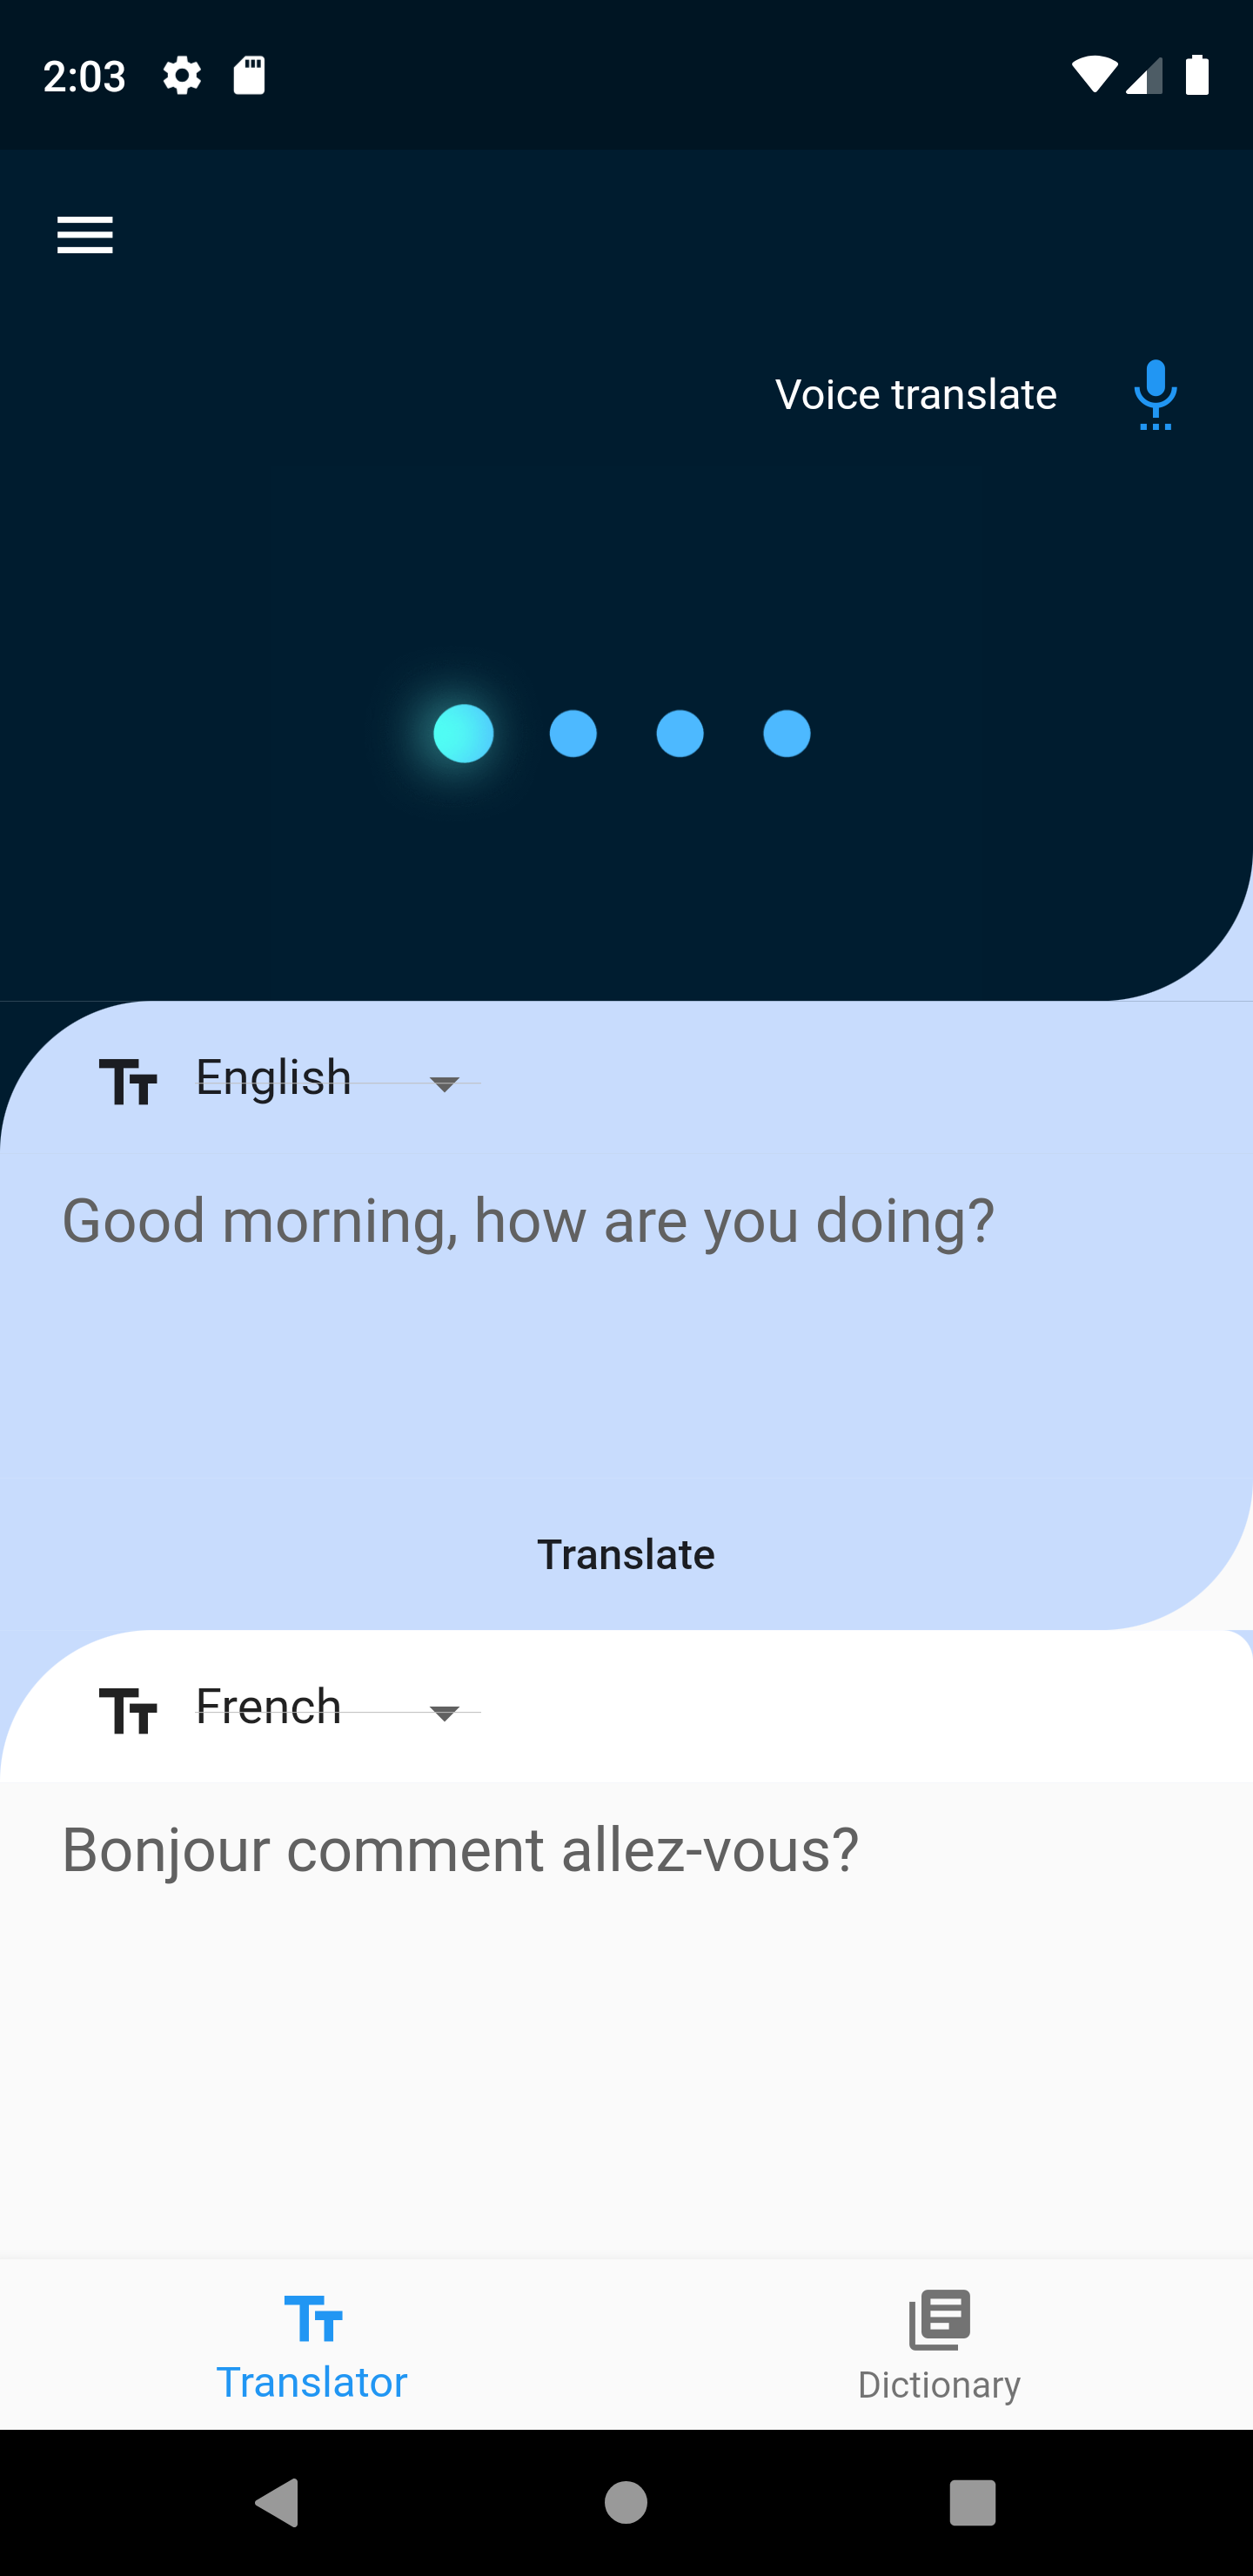 2:03
Voice translate
English
Good morning, how are you doing?
Translate
French
Bonjour comment allez-vous?
Translator
Dictionary